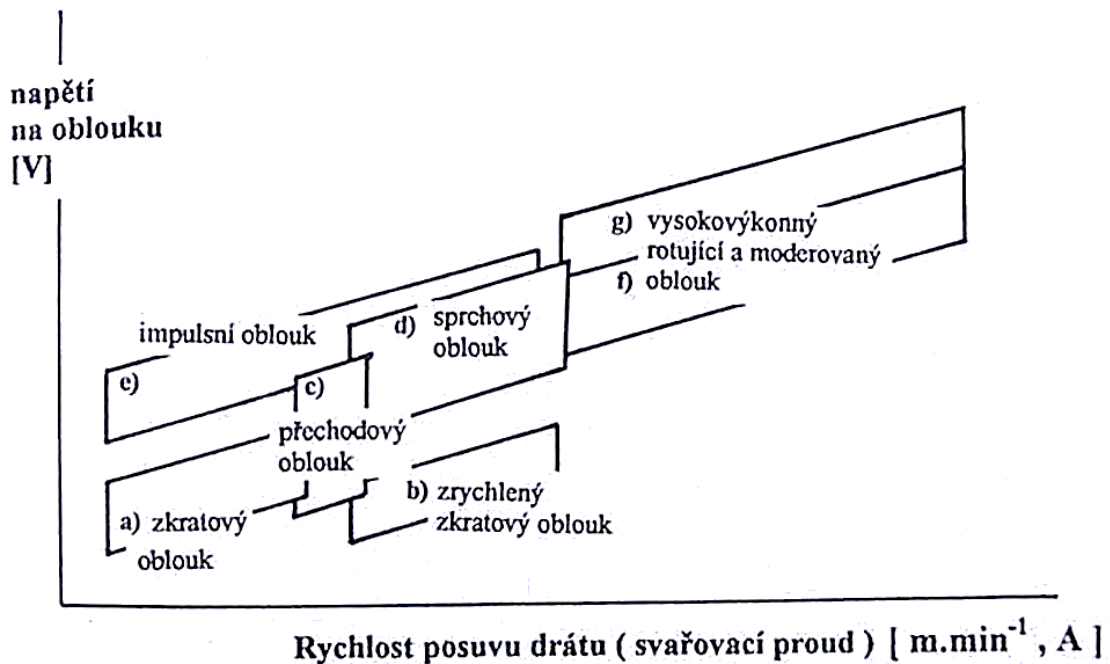 napětí
na oblouku
[V]
g) vysokovýkonný
rotující a moderovaný
f) oblouk
d) sprchový
oblouk
impulsní oblouk
e)
c)
přechodový
oblouk
b) zrychlený
zkratový oblouk
a) zkratový
oblouk
Rychlost posuvu drátu ( svařovací proud ) [ m.min⁻¹ , A ]